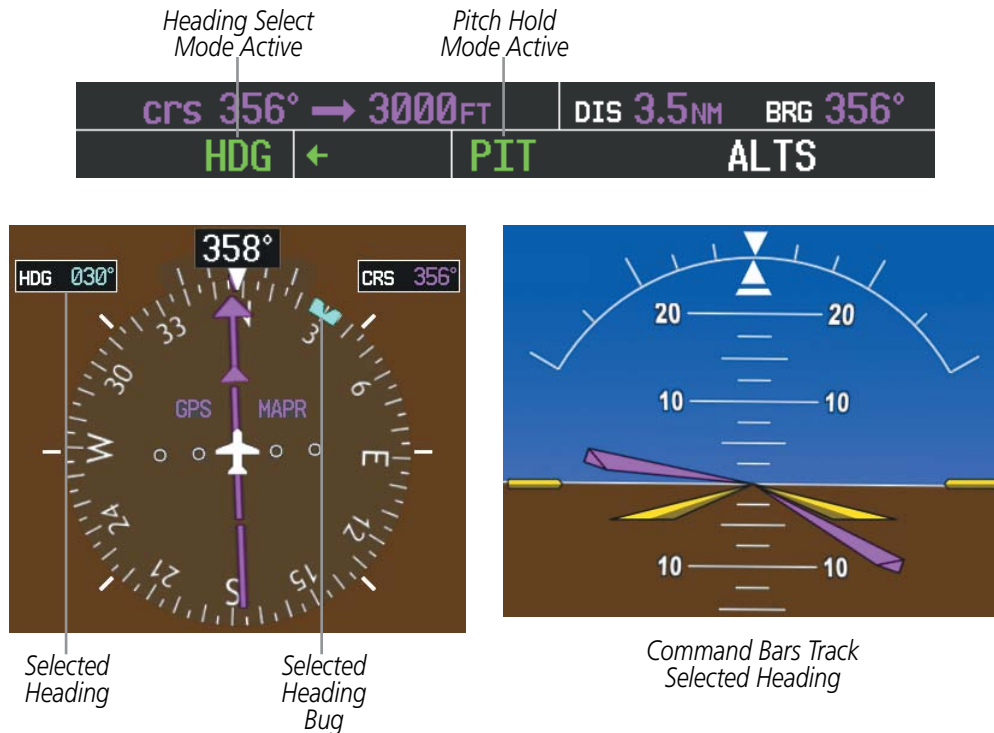 Heading Select
Mode Active
Pitch Hold
Mode Active
crs 356° → 3000FT DIS 3.5NM BRG 356°
HDG ← PIT ALTS
358°
HDG 030°
CRS 356°
33
3
30
6
GPS MAPR
W
E
24
12
21
15
S
20 20
10 10
10 10
Selected
Heading
Selected
Heading
Bug
Command Bars Track
Selected Heading